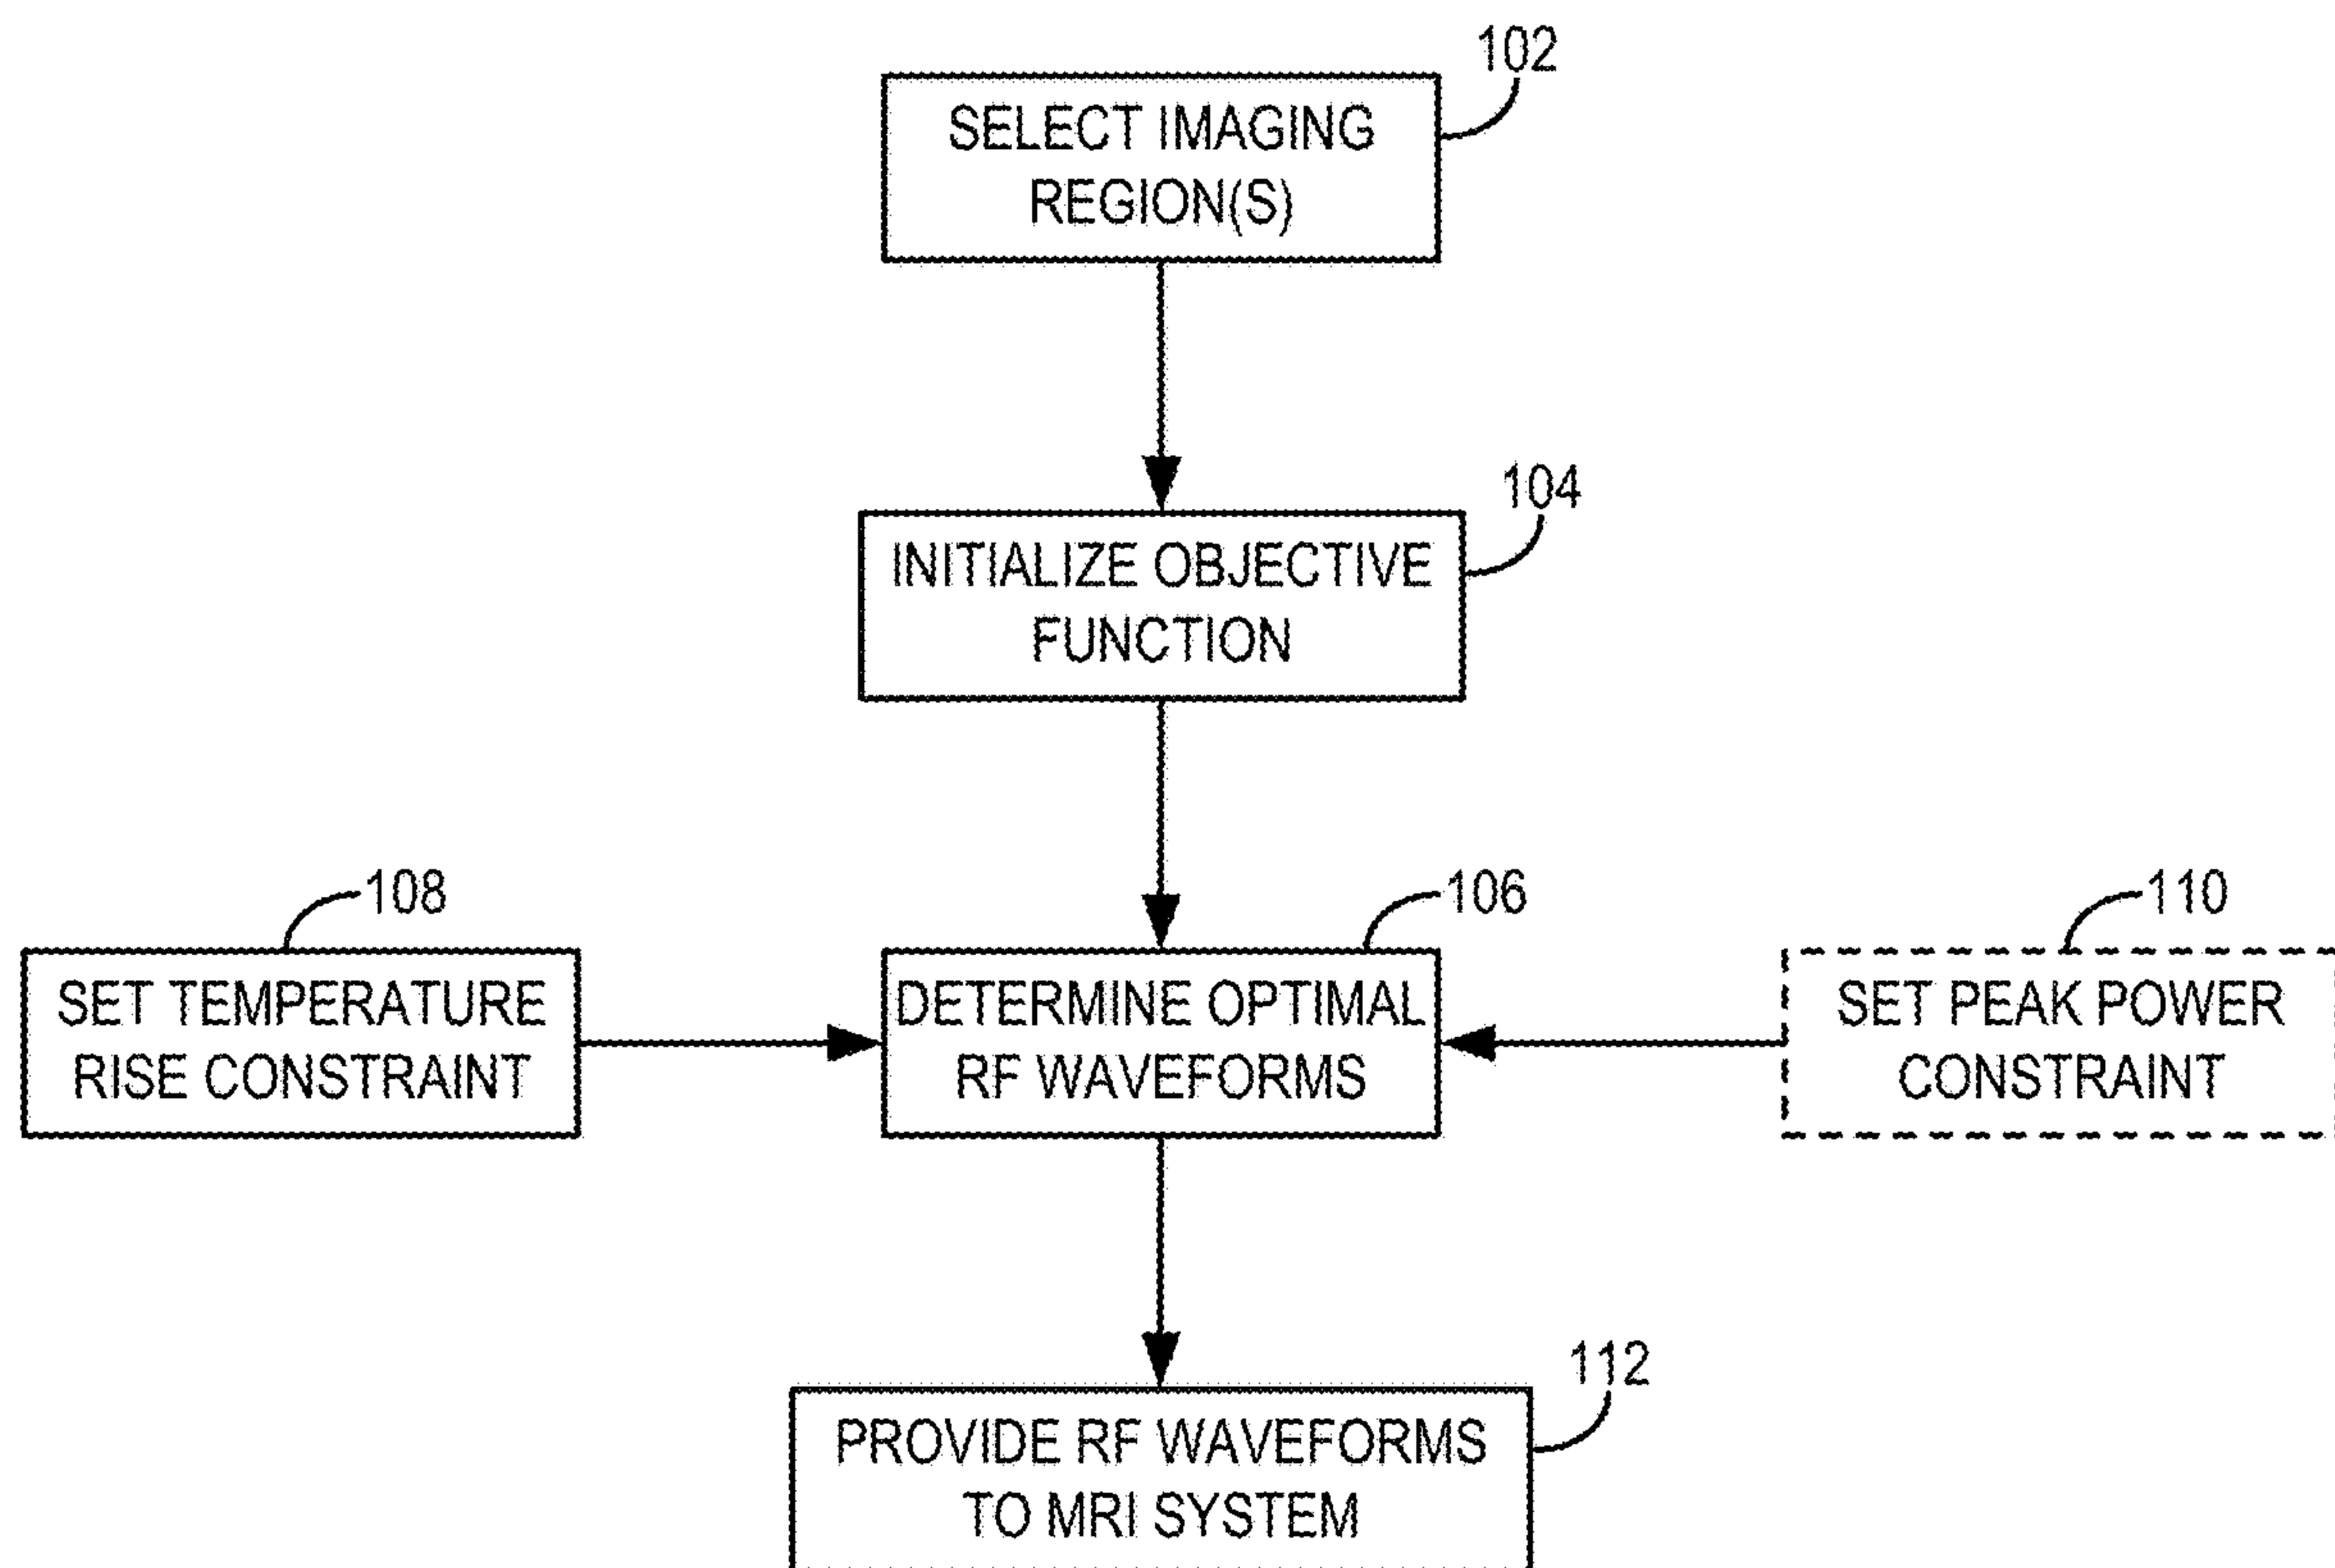 102
SELECT IMAGING
REGION(S)
104
INITIALIZE OBJECTIVE
FUNCTION
108
SET TEMPERATURE
RISE CONSTRAINT
106
DETERMINE OPTIMAL
RF WAVEFORMS
110
SET PEAK POWER
CONSTRAINT
112
PROVIDE RF WAVEFORMS
TO MRI SYSTEM